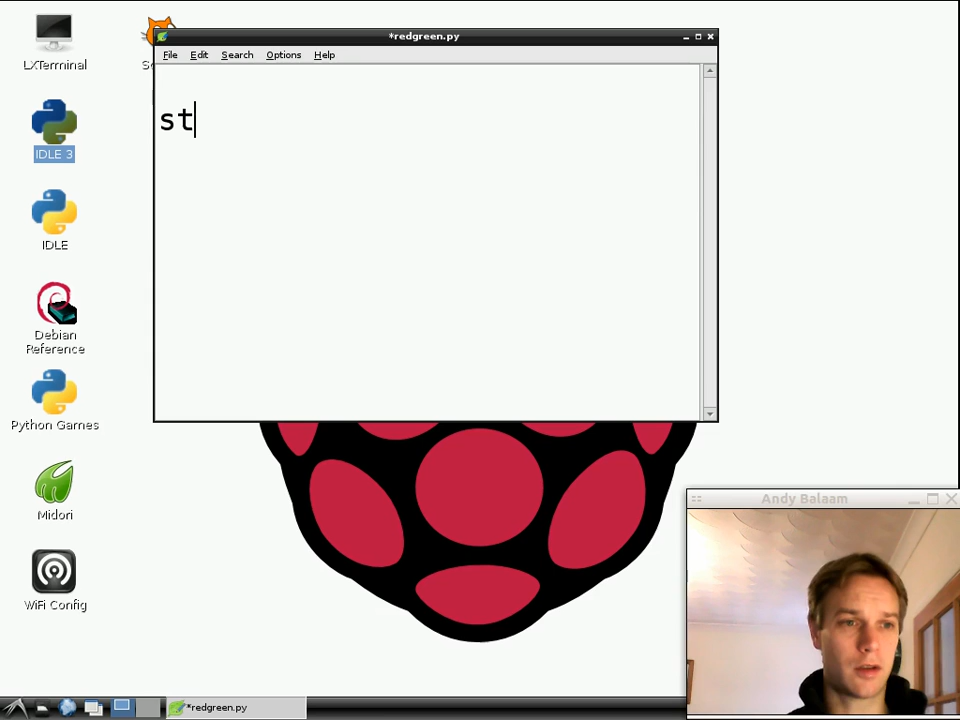 LXTerminal
IDLE 3
IDLE
Debian
Reference
Python Games
Midori
WiFi Config
*redgreen.py
File Edit Search Options Help
st
Andy Balaam
*redgreen.py